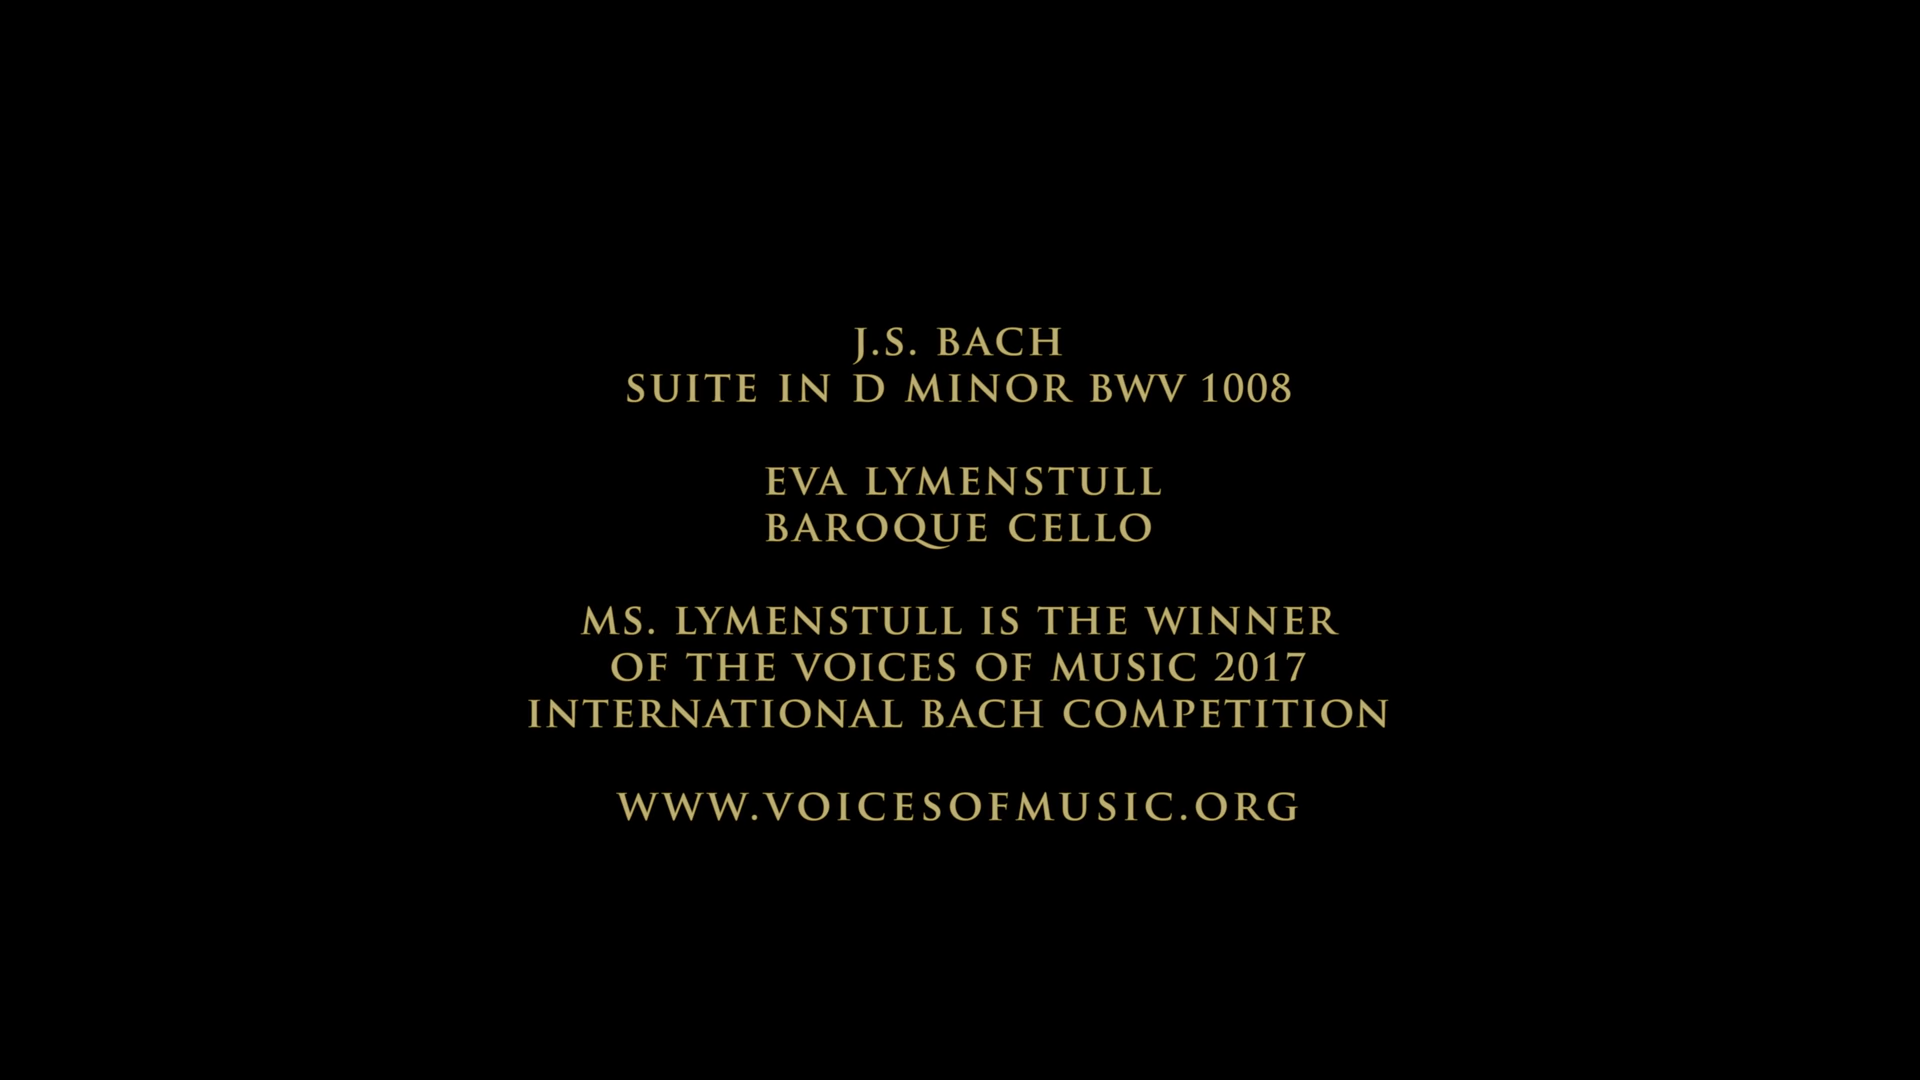 J.S. BACH
SUITE IN D MINOR BWV 1008
EVA LYMENSTULL
BAROQUE CELLO
MS. LYMENSTULL IS THE WINNER
OF THE VOICES OF MUSIC 2017
INTERNATIONAL BACH COMPETITION
WWW.VOICESOFMUSIC.ORG